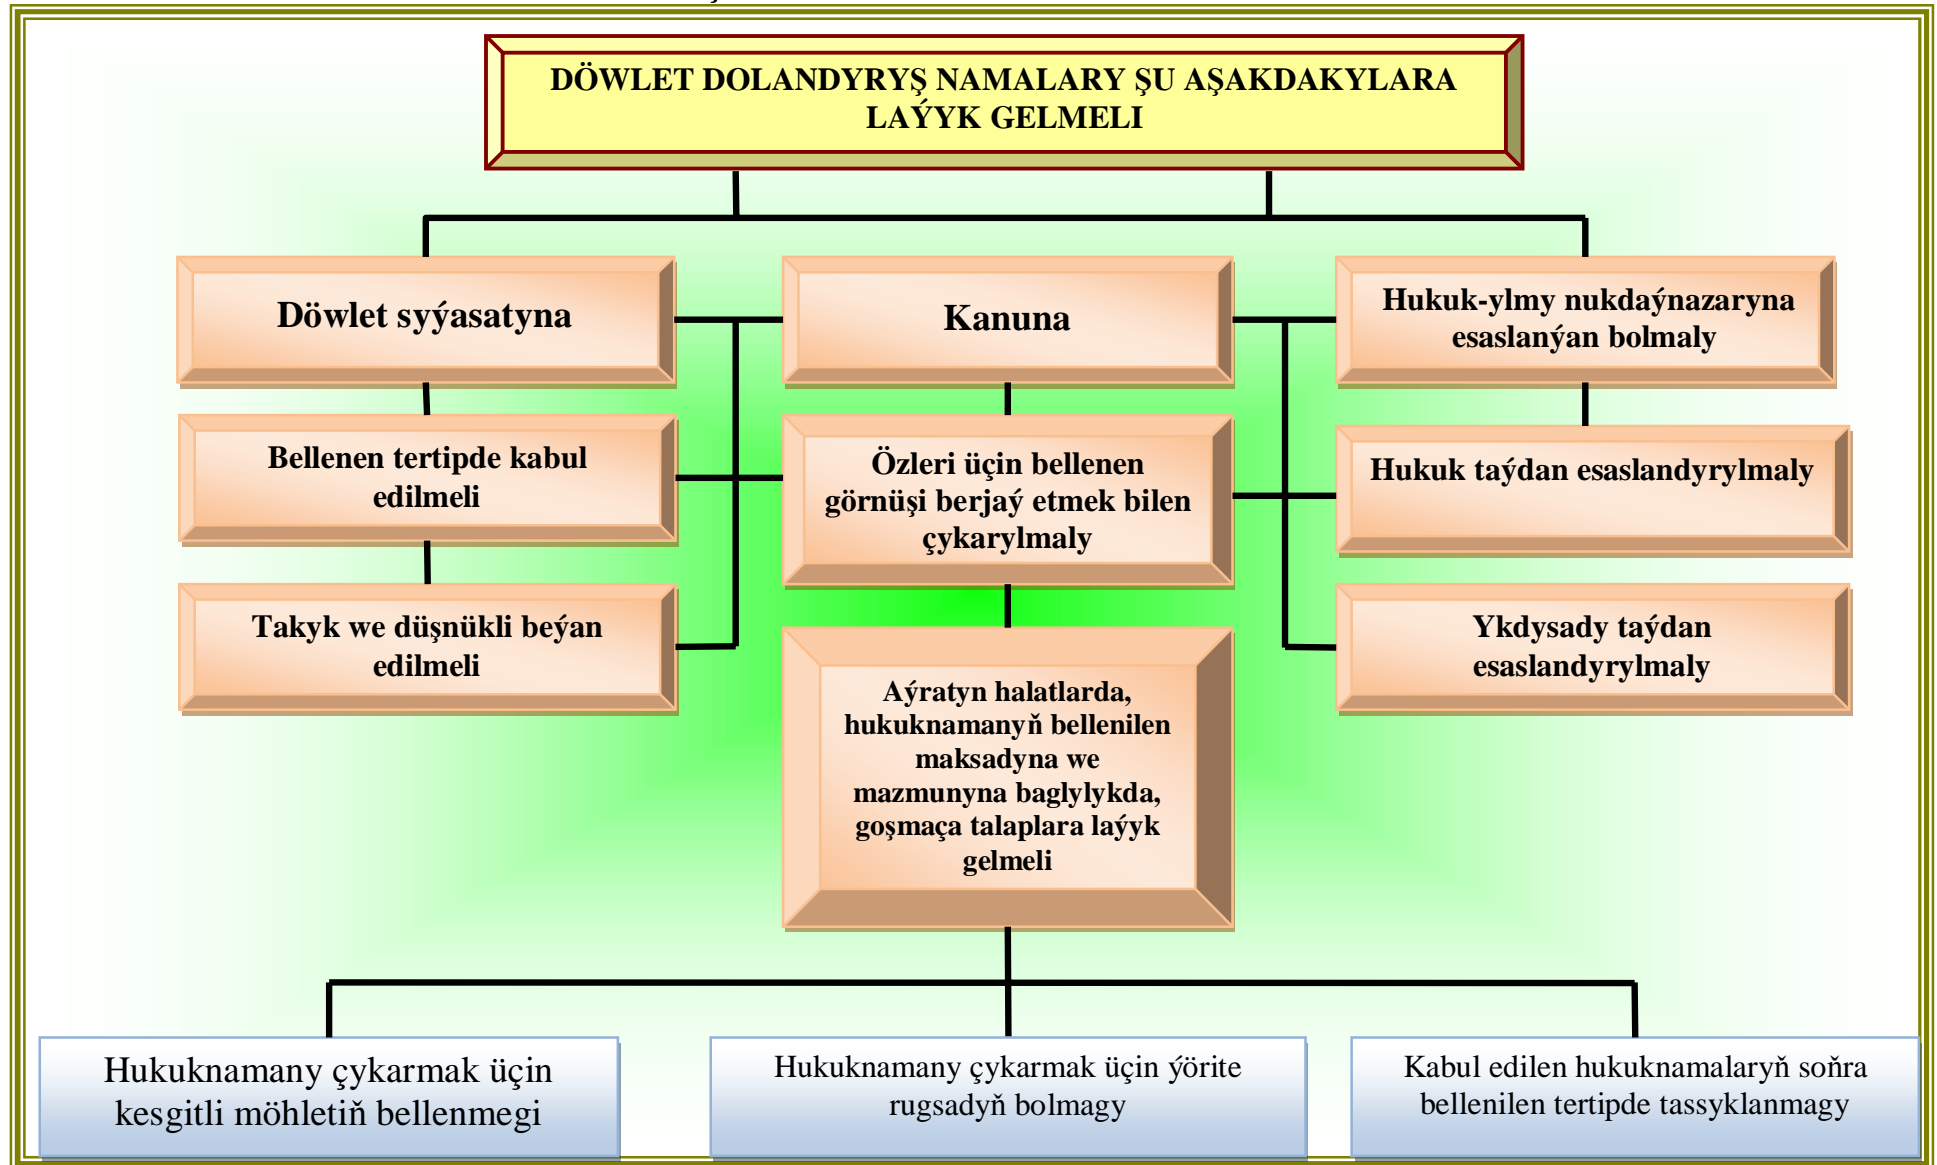 DÖWLET DOLANDYRYŞ NAMALARY ŞU AŞAKDAKYLARA
LAÝYK GELMELI
Döwlet syýasatyna
Kanuna
Hukuk-ylmy nukdaýnazaryna
esaslanýan bolmaly
Bellenen tertipde kabul
edilmeli
Özleri üçin bellenen
görnüşi berjaý etmek bilen
çykarylmaly
Hukuk taýdan esaslandyrylmaly
Takyk we düşnükli beýan
edilmeli
Ykdysady taýdan
esaslandyrylmaly
Aýratyn halatlarda,
hukuknamanyň bellenilen
maksadyna we
mazmunyna baglylykda,
goşmaça talaplara laýyk
gelmeli
Hukuknamany çykarmak üçin
kesgitli möhletiň bellenmegi
Hukuknamany çykarmak üçin ýörite
rugsadyň bolmagy
Kabul edilen hukuknamalaryň soňra
bellenilen tertipde tassyklanmagy